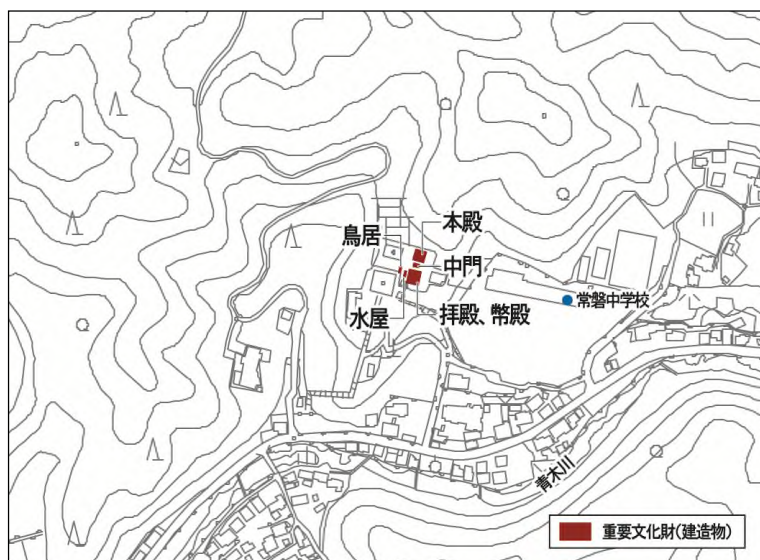 本殿
鳥居
中門
水屋
拝殿、幣殿
常磐中学校
青木川
重要文化財(建造物)